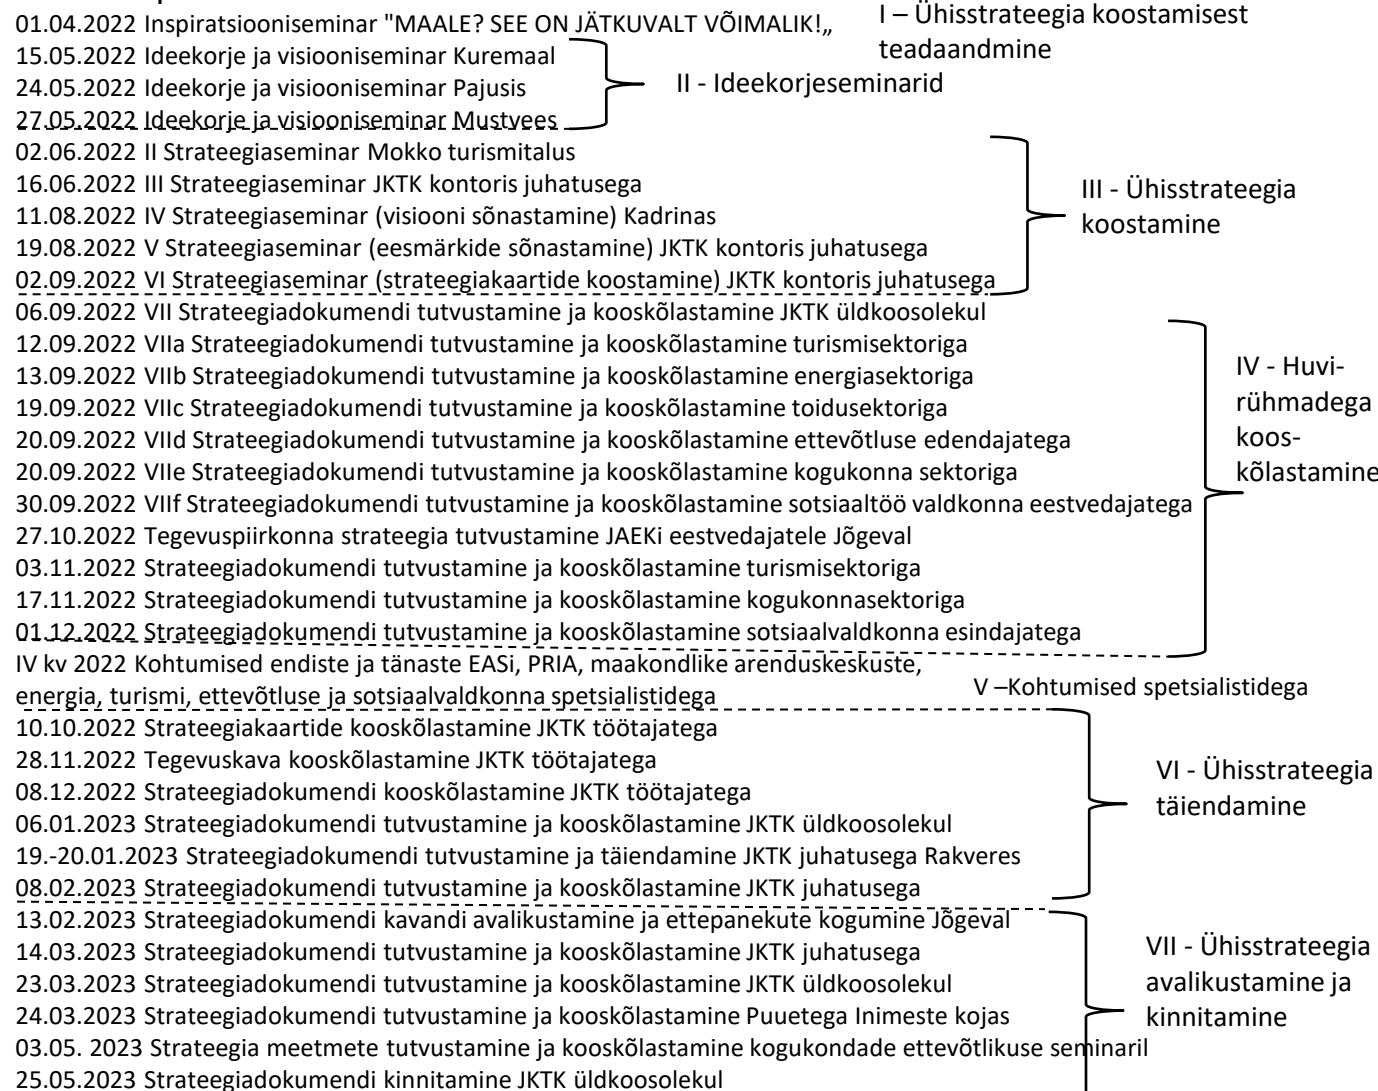 01.04.2022 Inspiratsiooniseminar "MAALE? SEE ON JÄTKUVALT VÕIMALIK!„
I – Ühisstrateegia koostamisest
teadaandmine
15.05.2022 Ideekorje ja visiooniseminar Kuremaal
24.05.2022 Ideekorje ja visiooniseminar Pajusis
27.05.2022 Ideekorje ja visiooniseminar Mustvees
II - Ideekorjeseminarid
02.06.2022 II Strateegiaseminar Mokko turismitalus
16.06.2022 III Strateegiaseminar JKTK kontoris juhatusega
11.08.2022 IV Strateegiaseminar (visiooni sõnastamine) Kadrinas
19.08.2022 V Strateegiaseminar (eesmärkide sõnastamine) JKTK kontoris juhatusega
02.09.2022 VI Strateegiaseminar (strateegiakaartide koostamine) JKTK kontoris juhatusega
III - Ühisstrateegia
koostamine
06.09.2022 VII Strateegiadokumendi tutvustamine ja kooskõlastamine JKTK üldkoosolekul
12.09.2022 VIIa Strateegiadokumendi tutvustamine ja kooskõlastamine turismisektoriga
13.09.2022 VIIb Strateegiadokumendi tutvustamine ja kooskõlastamine energiasektoriga
19.09.2022 VIIc Strateegiadokumendi tutvustamine ja kooskõlastamine toidusektoriga
20.09.2022 VIId Strateegiadokumendi tutvustamine ja kooskõlastamine ettevõtluse edendajatega
20.09.2022 VIIe Strateegiadokumendi tutvustamine ja kooskõlastamine kogukonna sektoriga
30.09.2022 VIIf Strateegiadokumendi tutvustamine ja kooskõlastamine sotsiaaltöö valdkonna eestvedajatega
27.10.2022 Tegevuspiirkonna strateegia tutvustamine JAEKi eestvedajatele Jõgeval
03.11.2022 Strateegiadokumendi tutvustamine ja kooskõlastamine turismisektoriga
17.11.2022 Strateegiadokumendi tutvustamine ja kooskõlastamine kogukonnasektoriga
01.12.2022 Strateegiadokumendi tutvustamine ja kooskõlastamine sotsiaalvaldkonna esindajatega
IV - Huvi-
rühmadega
koos-
kõlastamine
IV kv 2022 Kohtumised endiste ja tänaste EASi, PRIA, maakondlike arenduskeskuste,
energia, turismi, ettevõtluse ja sotsiaalvaldkonna spetsialistidega
V –Kohtumised spetsialistidega
10.10.2022 Strateegiakaartide kooskõlastamine JKTK töötajatega
28.11.2022 Tegevuskava kooskõlastamine JKTK töötajatega
08.12.2022 Strateegiadokumendi kooskõlastamine JKTK töötajatega
06.01.2023 Strateegiadokumendi tutvustamine ja kooskõlastamine JKTK üldkoosolekul
19.-20.01.2023 Strateegiadokumendi tutvustamine ja täiendamine JKTK juhatusega Rakveres
08.02.2023 Strateegiadokumendi tutvustamine ja kooskõlastamine JKTK juhatusega
VI - Ühisstrateegia
täiendamine
13.02.2023 Strateegiadokumendi kavandi avalikustamine ja ettepanekute kogumine Jõgeval
14.03.2023 Strateegiadokumendi tutvustamine ja kooskõlastamine JKTK juhatusega
23.03.2023 Strateegiadokumendi tutvustamine ja kooskõlastamine JKTK üldkoosolekul
24.03.2023 Strateegiadokumendi tutvustamine ja kooskõlastamine Puuetega Inimeste kojas
03.05. 2023 Strateegia meetmete tutvustamine ja kooskõlastamine kogukondade ettevõtlikuse seminaril
25.05.2023 Strateegiadokumendi kinnitamine JKTK üldkoosolekul
VII - Ühisstrateegia
avalikustamine ja
kinnitamine